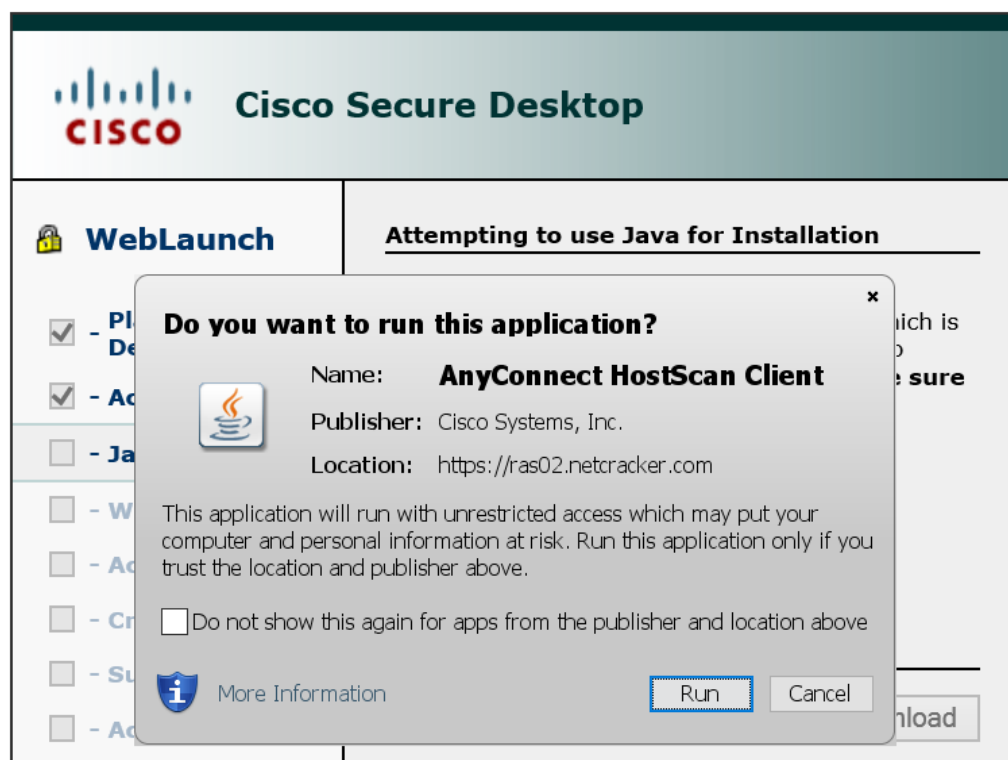 CISCO
Cisco Secure Desktop
WebLaunch
Attempting to use Java for Installation
which is
sure
Do you want to run this application?
Name: AnyConnect HostScan Client
Publisher: Cisco Systems, Inc.
Location: https://ras02.netcracker.com
This application will run with unrestricted access which may put your
computer and personal information at risk. Run this application only if you
trust the location and publisher above.
Do not show this again for apps from the publisher and location above
More Information
Run
Cancel